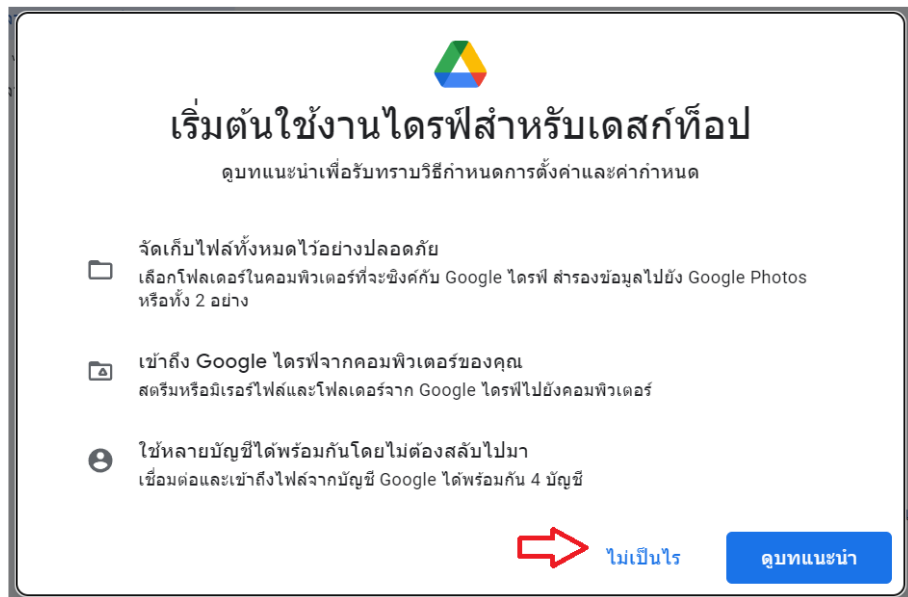 เริ่มต้นใช้งานไดรฟ์สำหรับเดสก์ท็อป
ดูบทแนะนำเพื่อรับทราบวิธีกำหนดการตั้งค่าและค่ากำหนด
จัดเก็บไฟล์ทั้งหมดไว้อย่างปลอดภัย
เลือกโฟลเดอร์ในคอมพิวเตอร์ที่จะซิงค์กับ Google ไดรฟ์ สำรองข้อมูลไปยัง Google Photos
หรือทั้ง 2 อย่าง
เข้าถึง Google ไดรฟ์จากคอมพิวเตอร์ของคุณ
สตรีมหรือมิเรอร์ไฟล์และโฟลเดอร์จาก Google ไดรฟ์ไปยังคอมพิวเตอร์
ใช้หลายบัญชีได้พร้อมกันโดยไม่ต้องสลับไปมา
เชื่อมต่อและเข้าถึงไฟล์จากบัญชี Google ได้พร้อมกัน 4 บัญชี
ไม่เป็นไร
ดูบทแนะนำ